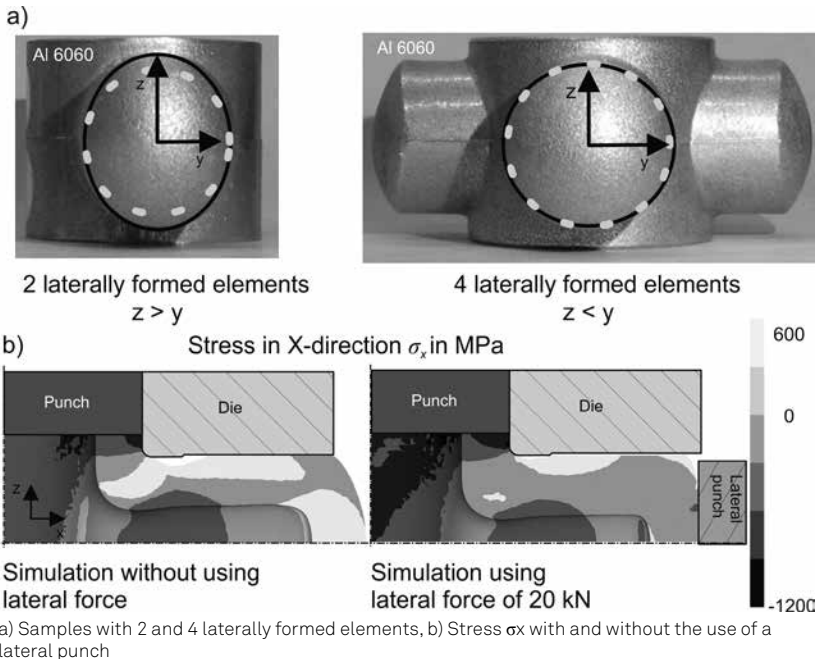 a)
Al 6060
z
y
Al 6060
z
y
2 laterally formed elements
z > y
4 laterally formed elements
z < y
b)
Stress in X-direction σx in MPa
600
0
-1200
Punch
Die
z
x
Punch
Die
Lateral
punch
Simulation without using
lateral force
Simulation using
lateral force of 20 kN
a) Samples with 2 and 4 laterally formed elements, b) Stress σx with and without the use of a
lateral punch